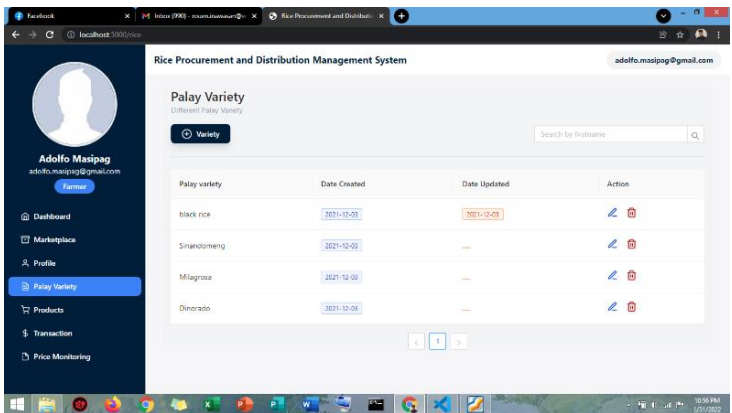 Facebook
Inbox (990) -
Rice Procurement and Distributi
localhost:3000/rice
Rice Procurement and Distribution Management System
adolfo.masipag@gmail.com
Adolfo Masipag
adolfo.masipag@gmail.com
Farmer
Dashboard
Marketplace
Profile
Palay Variety
Products
Transaction
Price Monitoring
Palay Variety
Different Palay Variety
Variety
Search by firstname
Palay variety Date Created Date Updated Action
black rice 2021-12-03 2021-12-03
Sinandomeng 2021-12-03 ....
Milagrosa 2021-12-03 ....
Dinorado 2021-12-03 ....
1
10:56 PM
1/31/2022